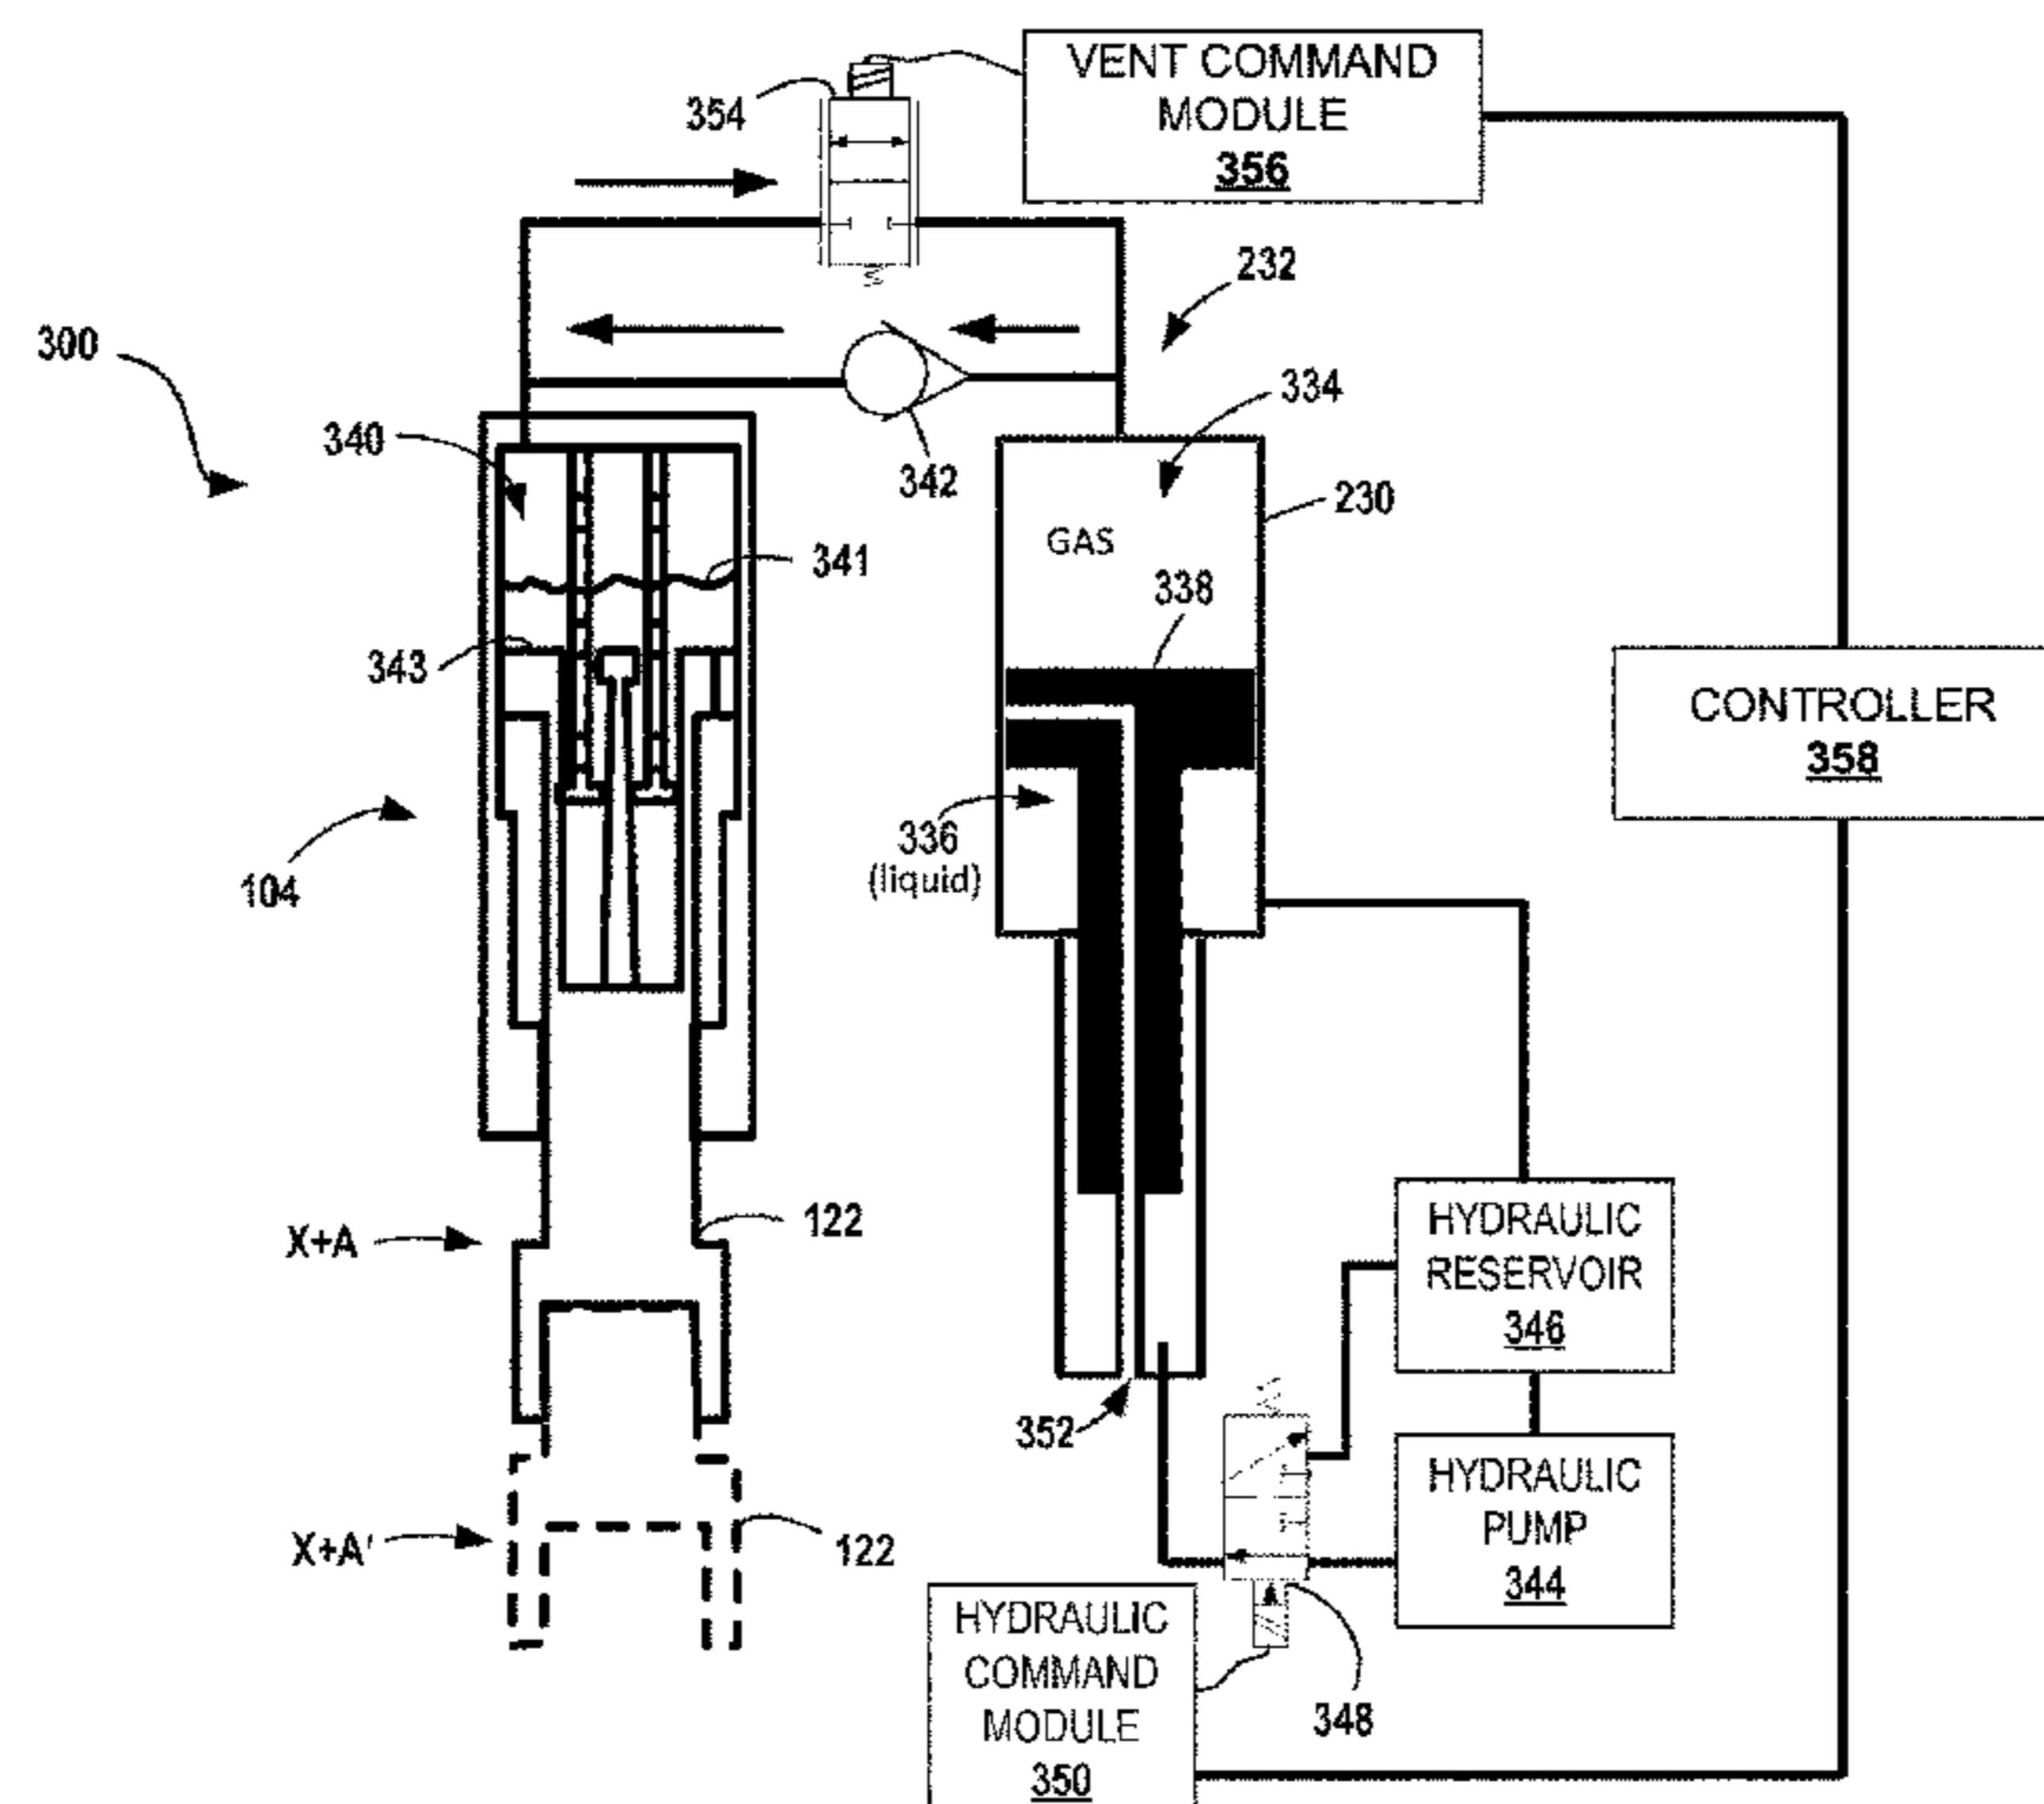 VENT COMMAND
MODULE
356
354
232
300
334
340
342
230
GAS
341
338
343
CONTROLLER
358
336
(liquid)
104
HYDRAULIC
RESERVOIR
346
X+A
122
352
HYDRAULIC
PUMP
344
X+A'
122
HYDRAULIC
COMMAND
MODULE
350
348